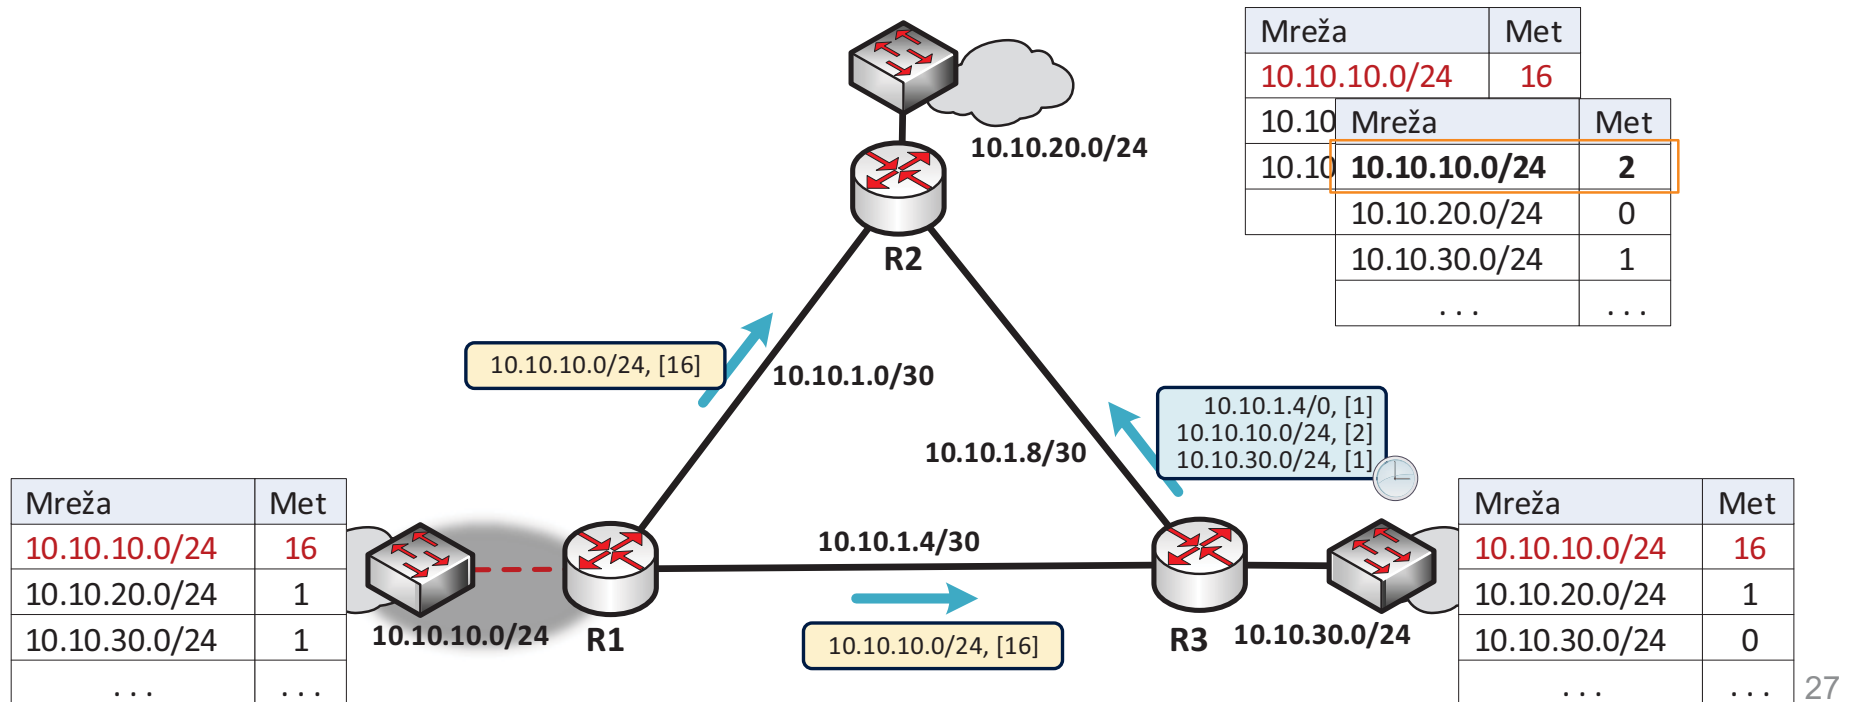 Mreža Met
10.10.10.0/24 16
10.10
10.10
Mreža Met
10.10.10.0/24 2
10.10.20.0/24 0
10.10.30.0/24 1
. . . . . .
10.10.20.0/24
R2
10.10.10.0/24, [16]
10.10.1.0/30
10.10.1.4/0, [1]
10.10.10.0/24, [2]
10.10.30.0/24, [1]
10.10.1.8/30
Mreža Met
10.10.10.0/24 16
10.10.20.0/24 1
10.10.30.0/24 1
. . . . . .
10.10.10.0/24
R1
10.10.1.4/30
10.10.10.0/24, [16]
R3
10.10.30.0/24
Mreža Met
10.10.10.0/24 16
10.10.20.0/24 1
10.10.30.0/24 0
. . . . . .
27